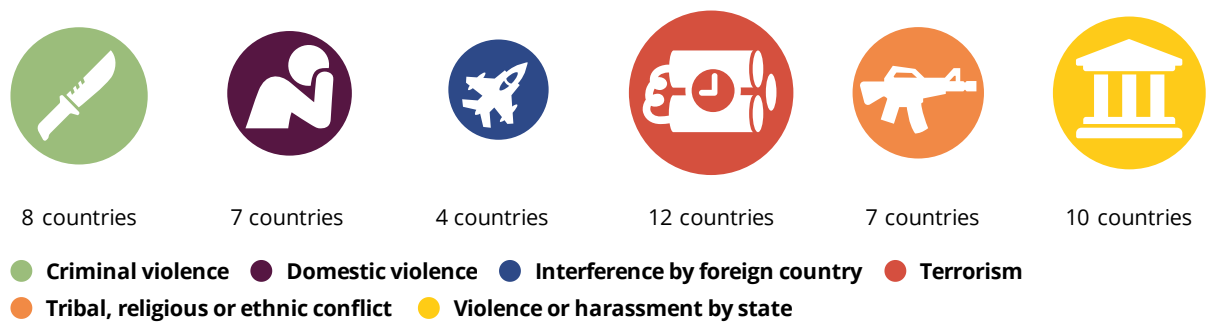 8 countries 7 countries 4 countries 12 countries 7 countries 10 countries
Criminal violence Domestic violence Interference by foreign country Terrorism
Tribal, religious or ethnic conflict Violence or harassment by state